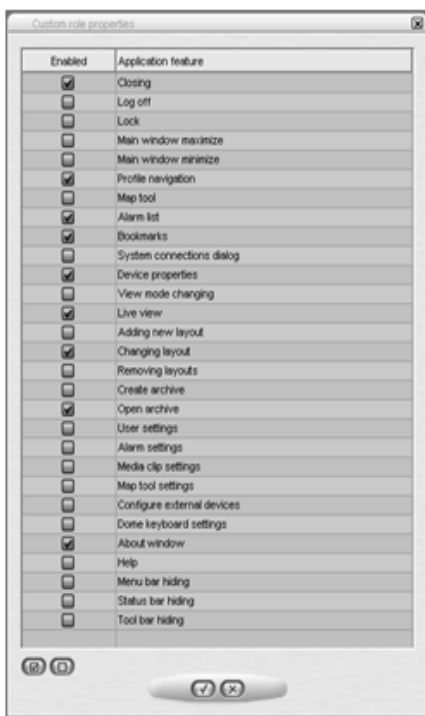 Custom role properties
Enabled Application feature
Closing
Log off
Lock
Main window maximize
Main window minimize
Profile navigation
Map tool
Alarm list
Bookmarks
System connections dialog
Device properties
View mode changing
Live view
Adding new layout
Changing layout
Removing layouts
Create archive
Open archive
User settings
Alarm settings
Media clip settings
Map tool settings
Configure external devices
Dome keyboard settings
About window
Help
Menu bar hiding
Status bar hiding
Tool bar hiding